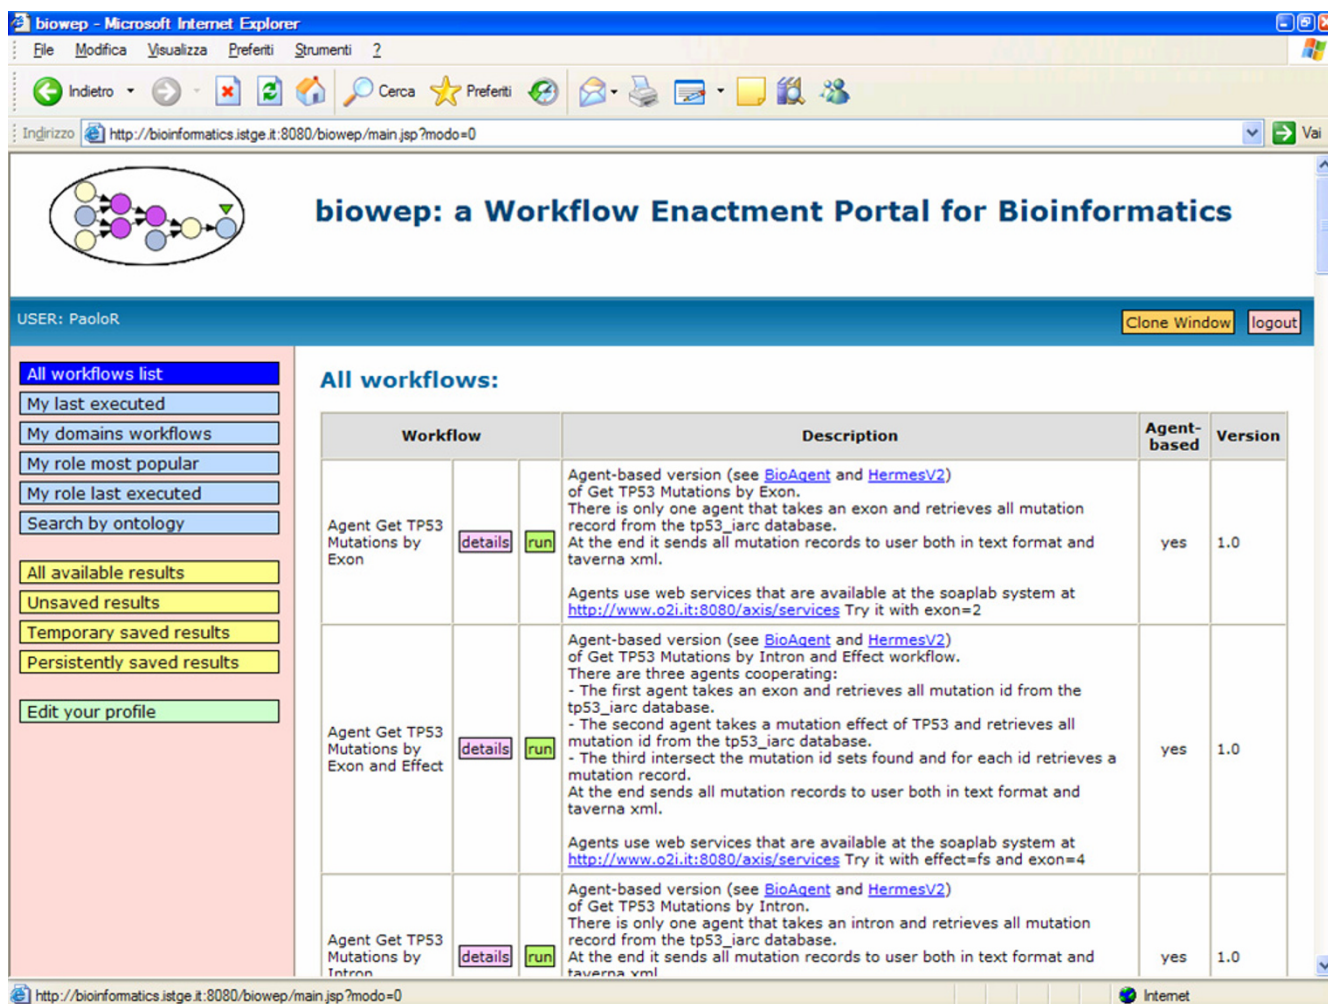 biowep - Microsoft Internet Explorer
File Modifica Visualizza Preferiti Strumenti ?
Indietro Cerca Preferiti
Indirizzo http://bioinformatics.istge.it:8080/biowep/main.jsp?modo=0 Vai
biowep: a Workflow Enactment Portal for Bioinformatics
USER: PaoloR
Clone Window logout
All workflows list
My last executed
My domains workflows
My role most popular
My role last executed
Search by ontology
All available results
Unsaved results
Temporary saved results
Persistently saved results
Edit your profile
All workflows:
Workflow Description Agent-based Version
Agent Get TP53
Mutations by
Exon
details run
Agent-based version (see BioAgent and HermesV2)
of Get TP53 Mutations by Exon.
There is only one agent that takes an exon and retrieves all mutation
record from the tp53_iarc database.
At the end it sends all mutation records to user both in text format and
taverna xml.
Agents use web services that are available at the soaplab system at
http://www.o2i.it:8080/axis/services Try it with exon=2
yes 1.0
Agent Get TP53
Mutations by
Exon and Effect
details run
Agent-based version (see BioAgent and HermesV2)
of Get TP53 Mutations by Intron and Effect workflow.
There are three agents cooperating:
- The first agent takes an exon and retrieves all mutation id from the
tp53_iarc database.
- The second agent takes a mutation effect of TP53 and retrieves all
mutation id from the tp53_iarc database.
- The third intersect the mutation id sets found and for each id retrieves a
mutation record.
At the end sends all mutation records to user both in text format and
taverna xml.
Agents use web services that are available at the soaplab system at
http://www.o2i.it:8080/axis/services Try it with effect=fs and exon=4
yes 1.0
Agent Get TP53
Mutations by
Intron
details run
Agent-based version (see BioAgent and HermesV2)
of Get TP53 Mutations by Intron.
There is only one agent that takes an intron and retrieves all mutation
record from the tp53_iarc database.
At the end it sends all mutation records to user both in text format and
taverna xml
yes 1.0
http://bioinformatics.istge.it:8080/biowep/main.jsp?modo=0 Internet